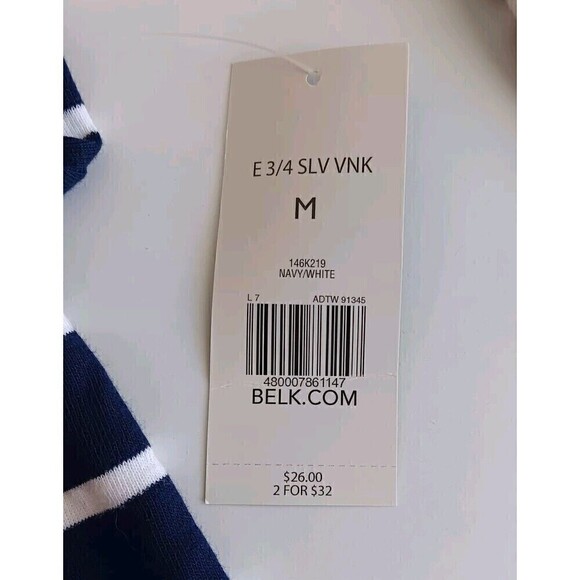 E 3/4 SLV VNK
M
146K219
NAVY/WHITE
L 7 ADTW 91345
480007861147
BELK.COM
$26.00
2 FOR $32